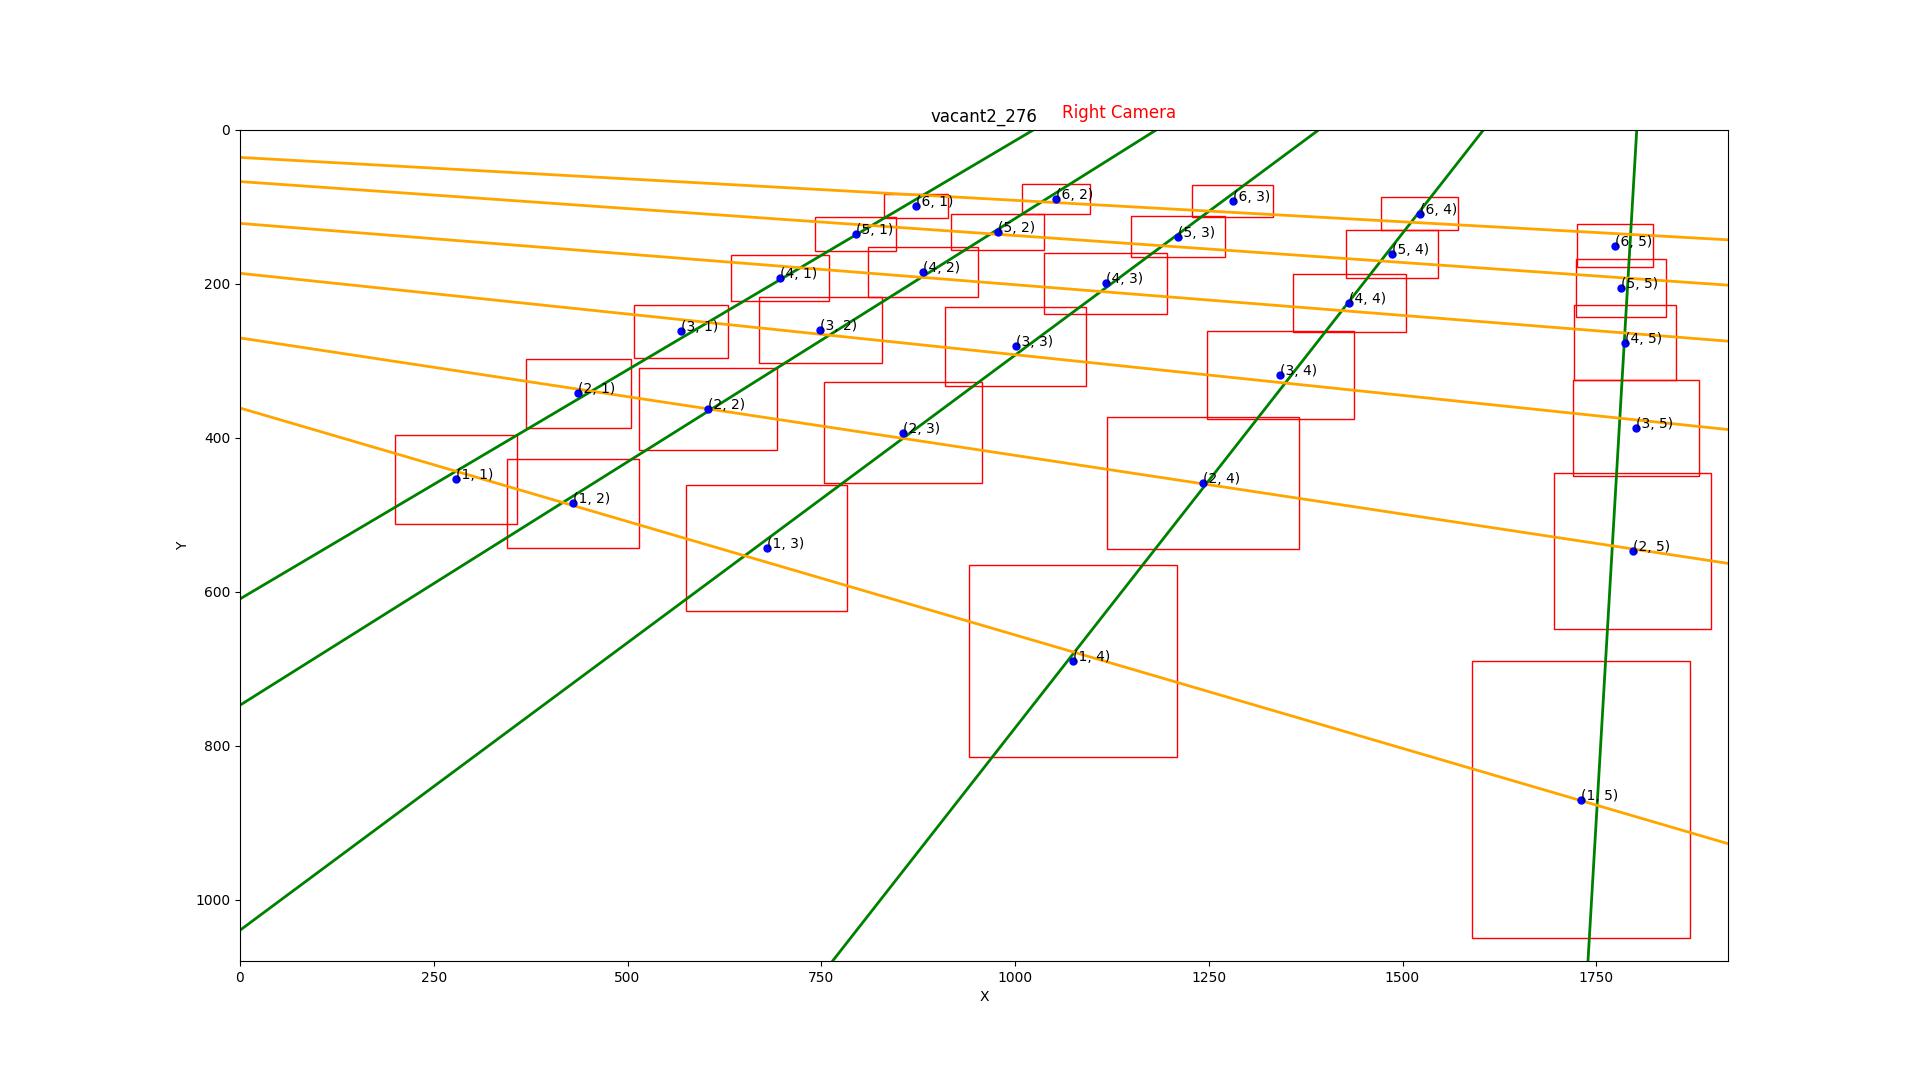 vacant2_276 Right Camera
0
(6, 1) (6, 2) (6, 3) (6, 4) (6, 5)
(5, 1) (5, 2) (5, 3) (5, 4) (5, 5)
(4, 1) (4, 2) (4, 3) (4, 4) (4, 5)
200
(3, 1) (3, 2) (3, 3) (3, 4) (3, 5)
(2, 1) (2, 2) (2, 3) (2, 4) (2, 5)
400
(1, 1) (1, 2) (1, 3) (1, 4) (1, 5)
Y
600
800
1000
0 250 500 750 1000 1250 1500 1750
X